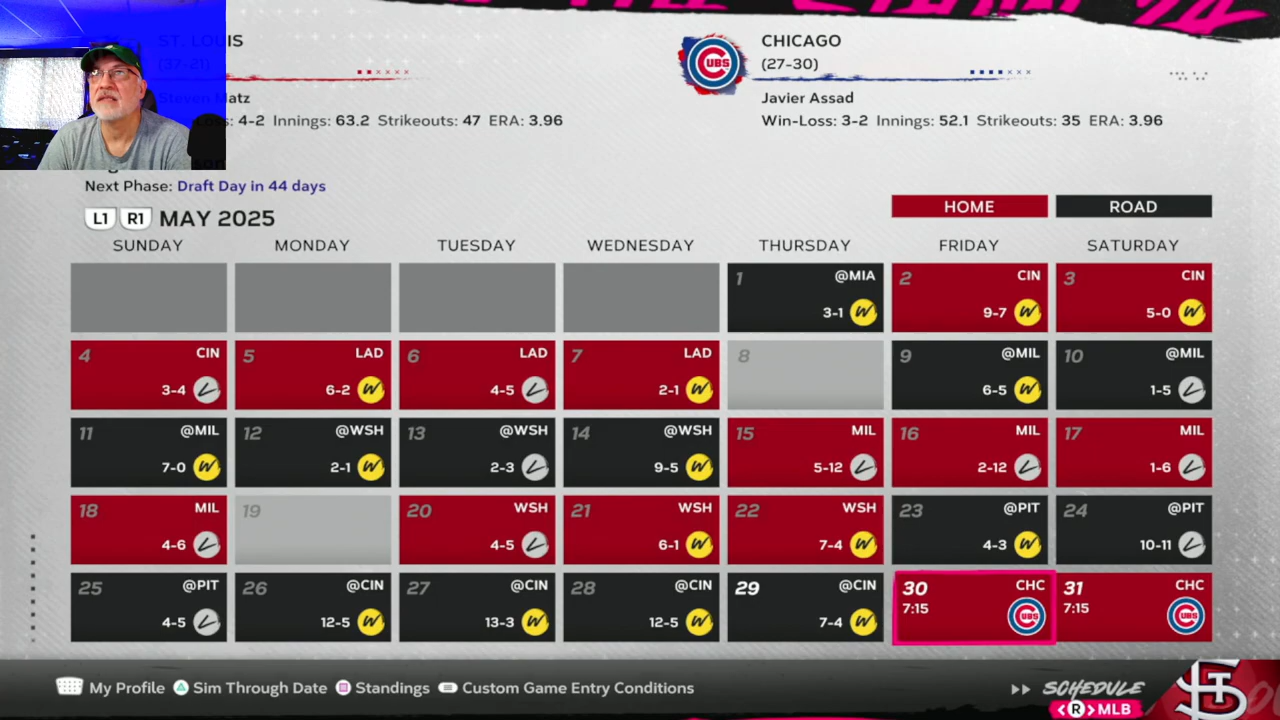 ST. LOUIS
(37-21)
Steven Matz
4-2 Innings: 63.2 Strikeouts: 47 ERA: 3.96
CHICAGO
(27-30)
Javier Assad
Win-Loss: 3-2 Innings: 52.1 Strikeouts: 35 ERA: 3.96
CUBS
Next Phase: Draft Day in 44 days
L1 R1 MAY 2025
HOME ROAD
SUNDAY MONDAY TUESDAY WEDNESDAY THURSDAY FRIDAY SATURDAY
1 @MIA 2 CIN 3 CIN
3-1 W 9-7 W 5-0 W
4 CIN 5 LAD 6 LAD 7 LAD 8 9 @MIL 10 @MIL
3-4 L 6-2 W 4-5 L 2-1 W 6-5 W 1-5 L
11 @MIL 12 @WSH 13 @WSH 14 @WSH 15 MIL 16 MIL 17 MIL
7-0 W 2-1 W 2-3 L 9-5 W 5-12 L 2-12 L 1-6 L
18 MIL 19 20 WSH 21 WSH 22 WSH 23 @PIT 24 @PIT
4-6 L 4-5 L 6-1 W 7-4 W 4-3 W 10-11 L
25 @PIT 26 @CIN 27 @CIN 28 @CIN 29 @CIN 30 CHC 31 CHC
4-5 L 12-5 W 13-3 W 12-5 W 7-4 W 7:15 CUBS 7:15 CUBS
My Profile Sim Through Date Standings Custom Game Entry Conditions
SCHEDULE
R MLB
STL